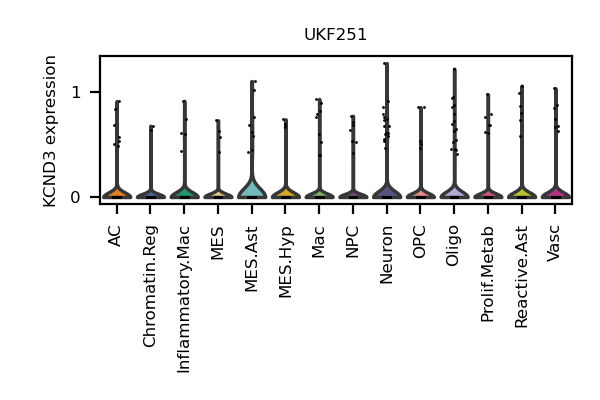 UKF251
KCND3 expression
1
0
AC
Chromatin.Reg
Inflammatory.Mac
MES
MES.Ast
MES.Hyp
Mac
NPC
Neuron
OPC
Oligo
Prolif.Metab
Reactive.Ast
Vasc